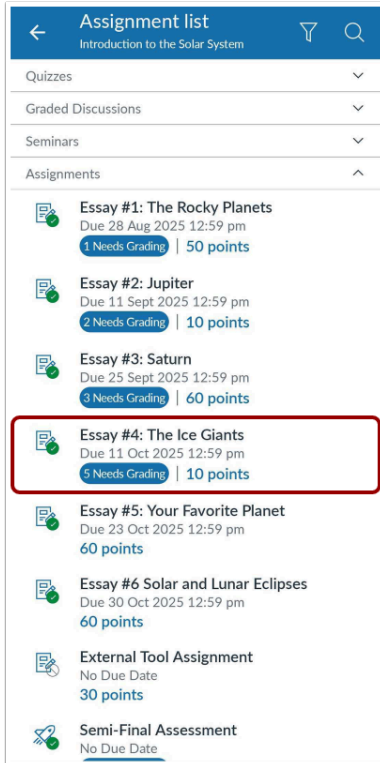 Assignment list
Introduction to the Solar System
Quizzes
Graded Discussions
Seminars
Assignments
Essay #1: The Rocky Planets
Due 28 Aug 2025 12:59 pm
1 Needs Grading | 50 points
Essay #2: Jupiter
Due 11 Sept 2025 12:59 pm
2 Needs Grading | 10 points
Essay #3: Saturn
Due 25 Sept 2025 12:59 pm
3 Needs Grading | 60 points
Essay #4: The Ice Giants
Due 11 Oct 2025 12:59 pm
5 Needs Grading | 10 points
Essay #5: Your Favorite Planet
Due 23 Oct 2025 12:59 pm
60 points
Essay #6 Solar and Lunar Eclipses
Due 30 Oct 2025 12:59 pm
60 points
External Tool Assignment
No Due Date
30 points
Semi-Final Assessment
No Due Date